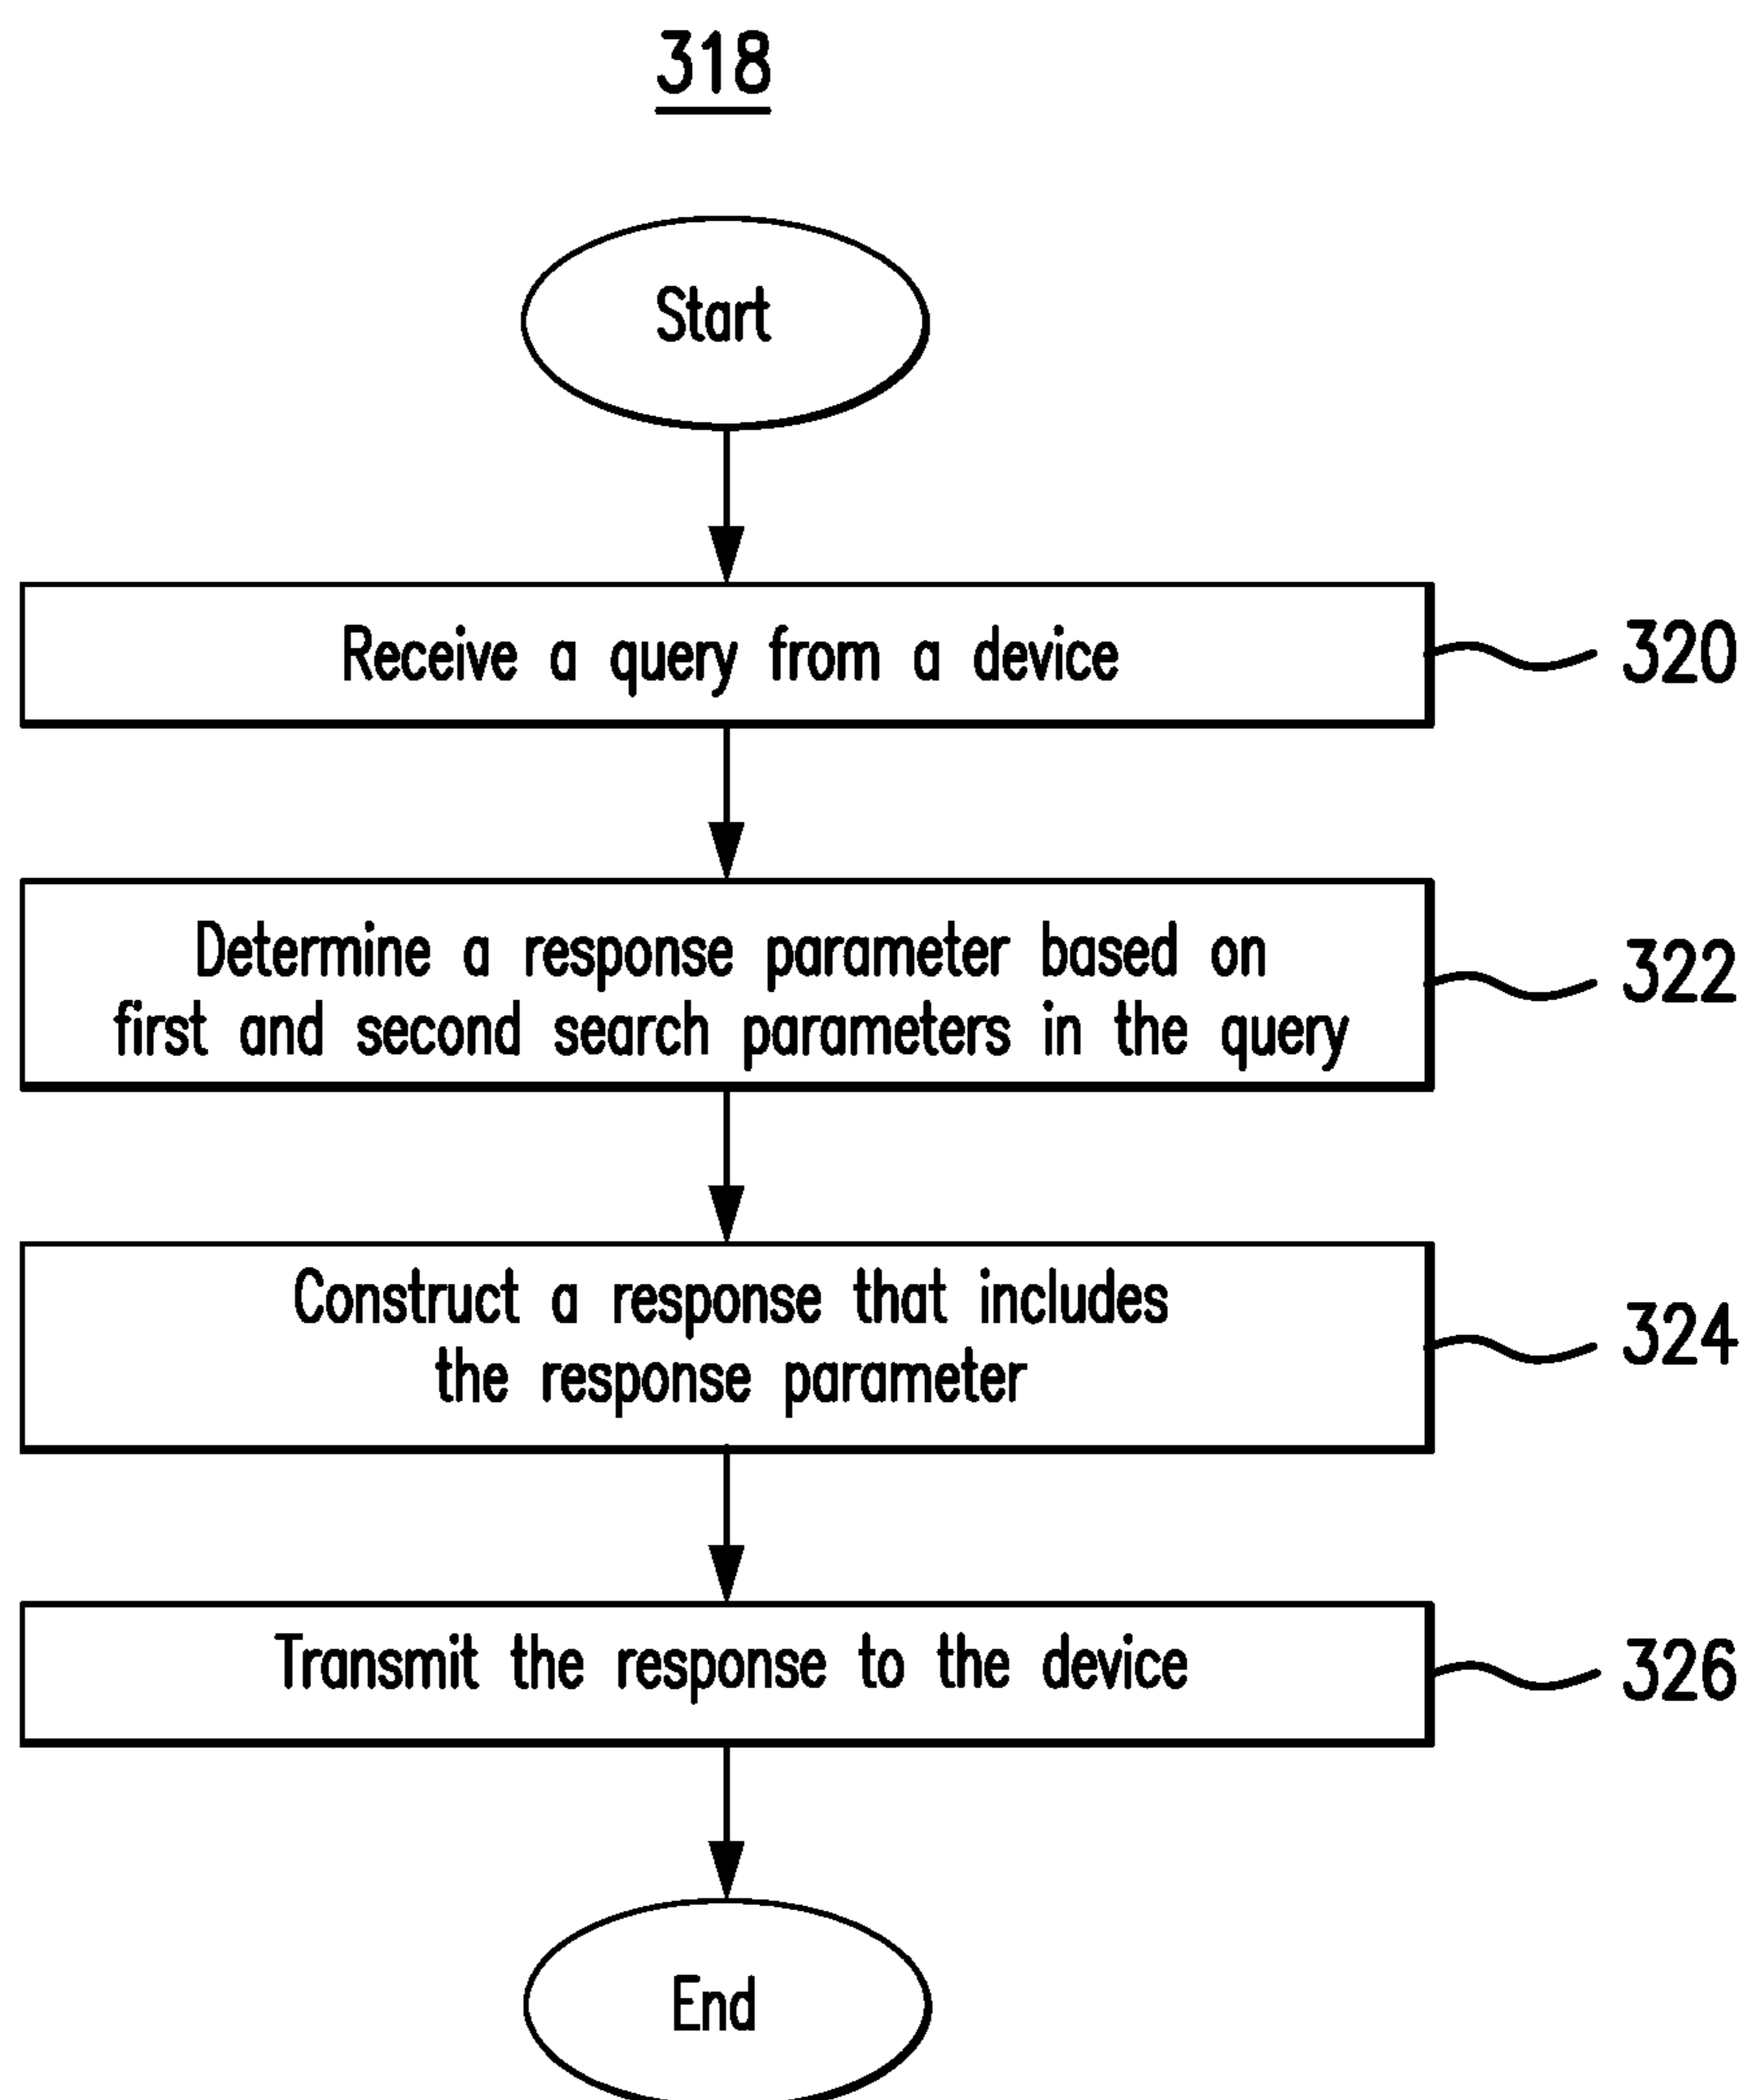 318
Start
Receive a query from a device
320
Determine a response parameter based on
first and second search parameters in the query
322
Construct a response that includes
the response parameter
324
Transmit the response to the device
326
End